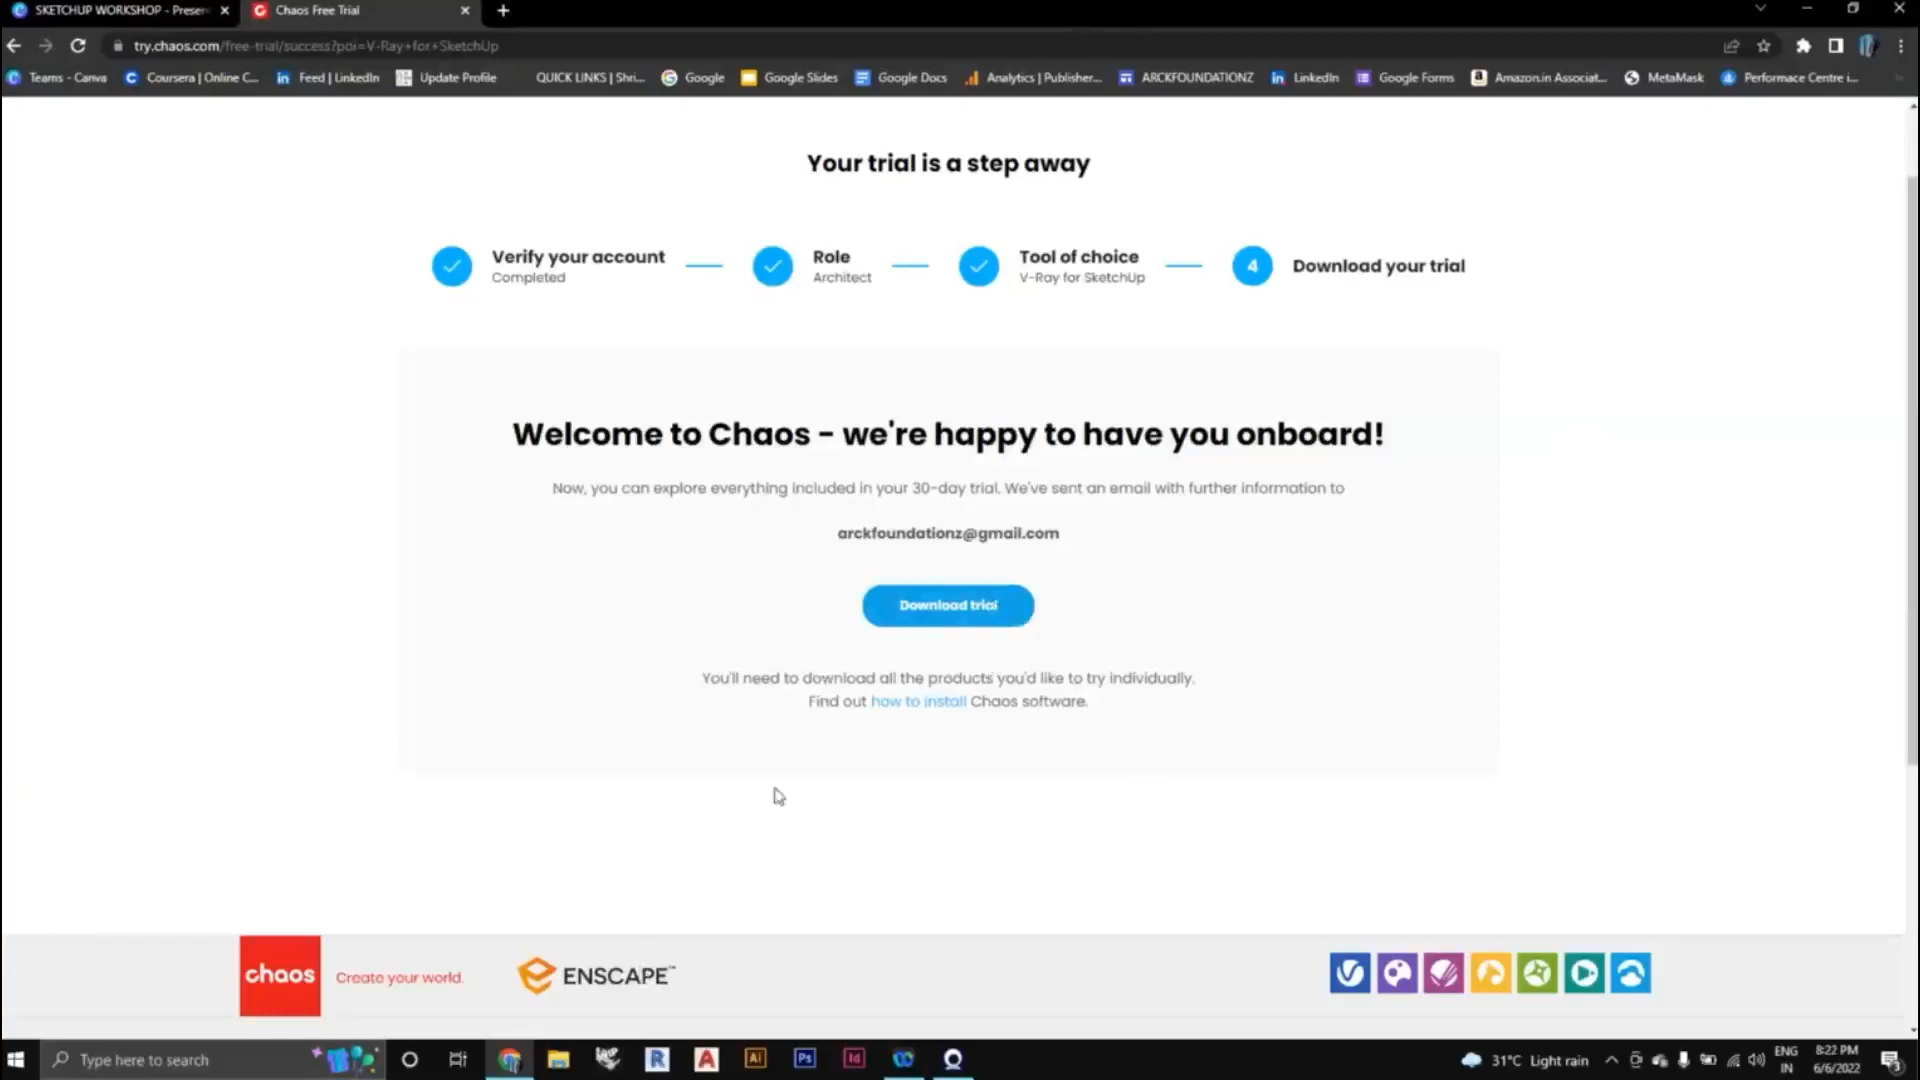 SKETCHUP WORKSHOP - Presen
Chaos Free Trial
try.chaos.com/free-trial/success?poi=V-Ray+for+SketchUp
Teams - Canva
Coursera | Online C...
Feed | LinkedIn
Update Profile
QUICK LINKS | Shri...
Google
Google Slides
Google Docs
Analytics | Publisher...
ARCKFOUNDATIONZ
LinkedIn
Google Forms
Amazon.in Associat...
MetaMask
Performace Centre i...
Your trial is a step away
Verify your account
Completed
Role
Architect
Tool of choice
V-Ray for SketchUp
4
Download your trial
Welcome to Chaos - we're happy to have you onboard!
Now, you can explore everything included in your 30-day trial. We've sent an email with further information to
arckfoundationz@gmail.com
Download trial
You'll need to download all the products you'd like to try individually.
Find out how to install Chaos software.
chaos
Create your world.
ENSCAPE™
Type here to search
R
A
Ai
Ps
Id
31°C Light rain
ENG
IN
8:22 PM
6/6/2022
3